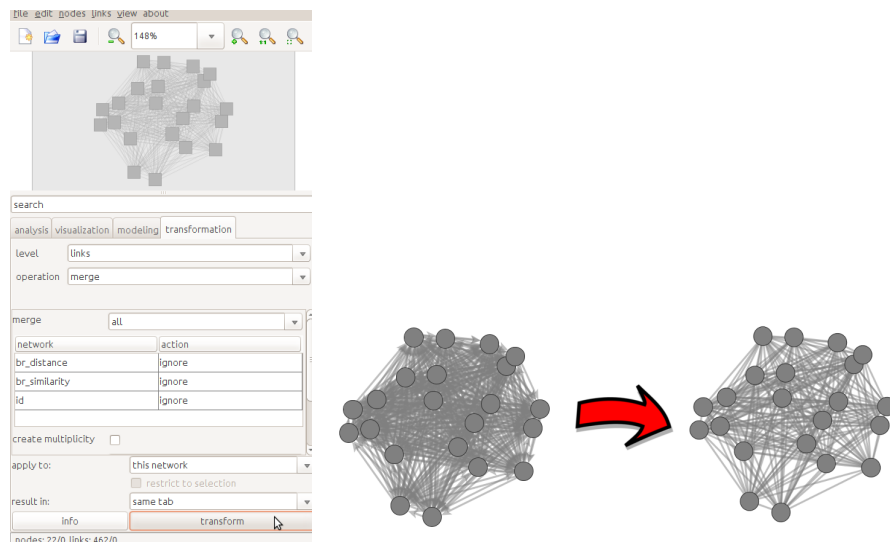 file edit nodes links view about
148%
search
analysis visualization modeling transformation
level links
operation merge
merge all
network action
br_distance ignore
br_similarity ignore
id ignore
create multiplicity
apply to: this network
restrict to selection
result in: same tab
info transform
nodes: 22/0 links: 462/0